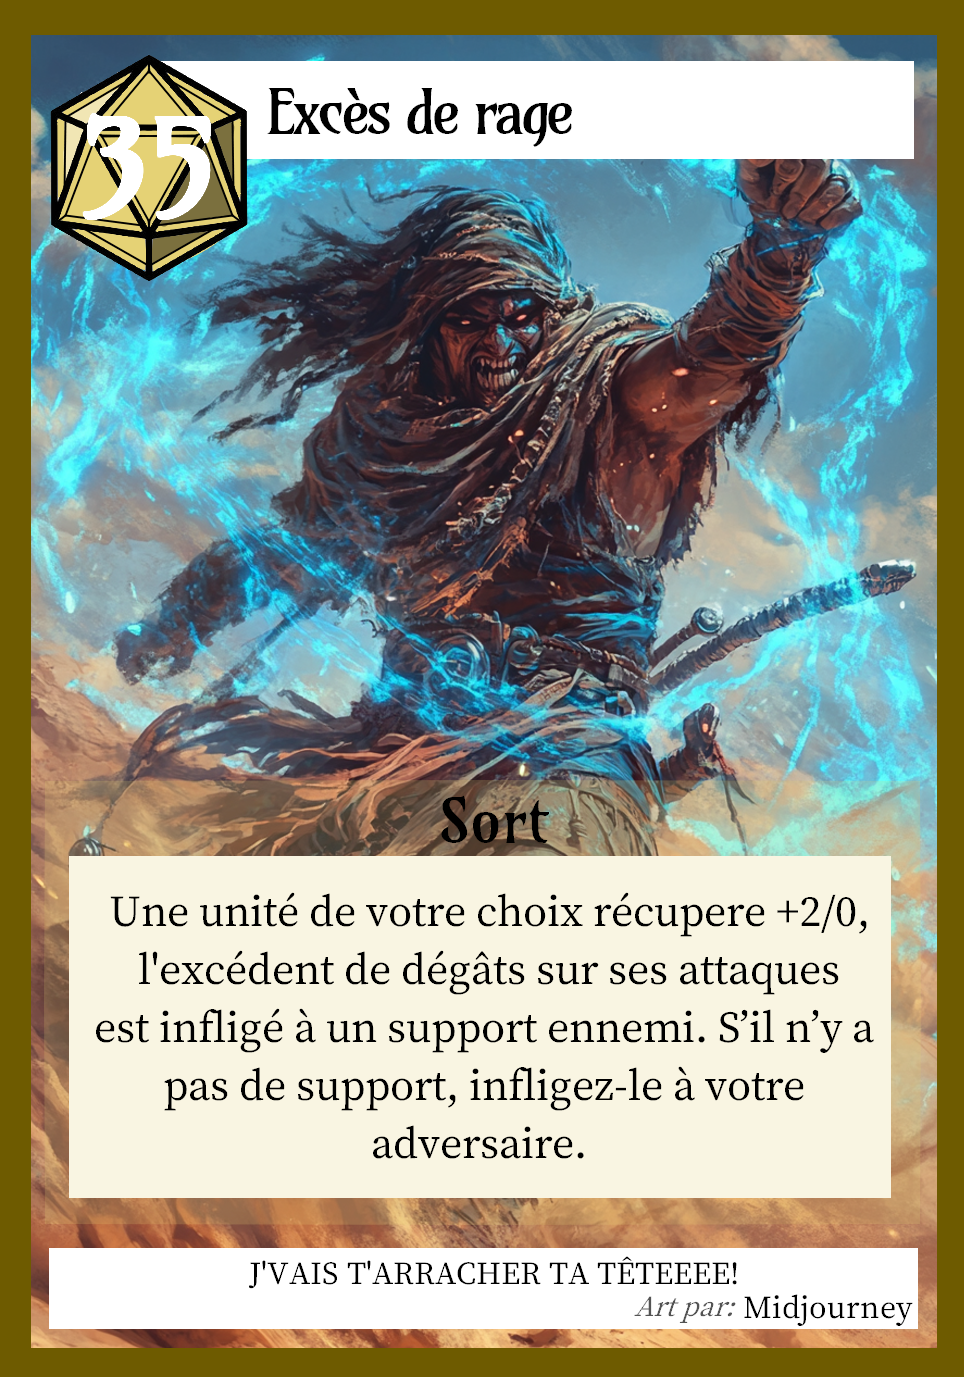 35
Excès de rage
Sort
Une unité de votre choix récupere +2/0,
l'excédent de dégâts sur ses attaques
est infligé à un support ennemi. S’il n’y a
pas de support, infligez-le à votre
adversaire.
J'VAIS T'ARRACHER TA TÊTEEEE!
Art par: Midjourney